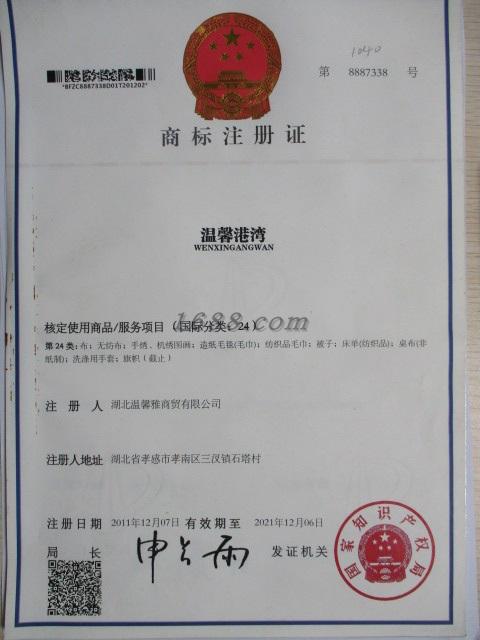 1040
第 8887338 号
*BFZC8887338D01T201202*
商标注册证
温馨港湾
WENXINGANGWAN
1688.com
核定使用商品/服务项目（国际分类：24）
第24类：布；无纺布；手绣、机绣图画；造纸毛毯(毛巾)；纺织品毛巾；被子；床单(纺织品)；桌布(非
纸制)；洗涤用手套；旗帜（截止）
注册人 湖北温馨雅商贸有限公司
注册人地址 湖北省孝感市孝南区三汊镇石塔村
注册日期 2011年12月07日 有效期至 2021年12月06日
局长 发证机关
国家知识产权局